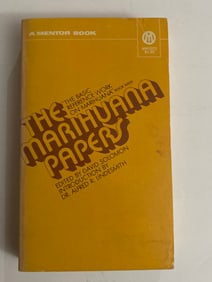 A MENTOR BOOK
THE
THE BASIC
REFERENCE WORK
ON MARIHUANA
MARIHUANA
PAPERS
EDITED BY DAVID SOLOMON
INTRODUCTION BY
DR. ALFRED R. LINDESMITH